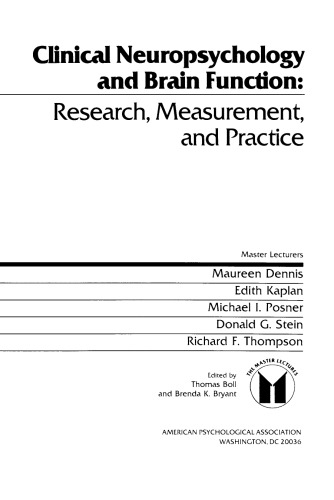 Clinical Neuropsychology
and Brain Function:
Research, Measurement,
and Practice
Master Lecturers
Maureen Dennis
Edith Kaplan
Michael I. Posner
Donald G. Stein
Richard F. Thompson
Edited by
Thomas Boll
and Brenda K. Bryant
THE MASTER LECTURES
AMERICAN PSYCHOLOGICAL ASSOCIATION
WASHINGTON, DC 20036